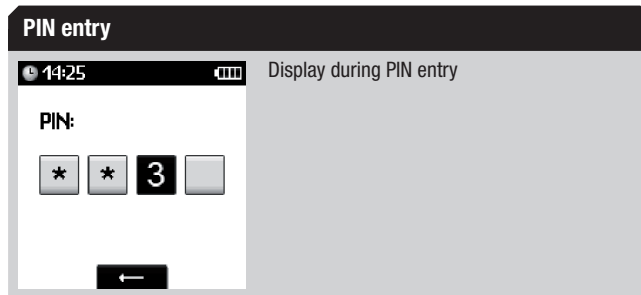 PIN entry
14:25
Display during PIN entry
PIN:
* * 3
←